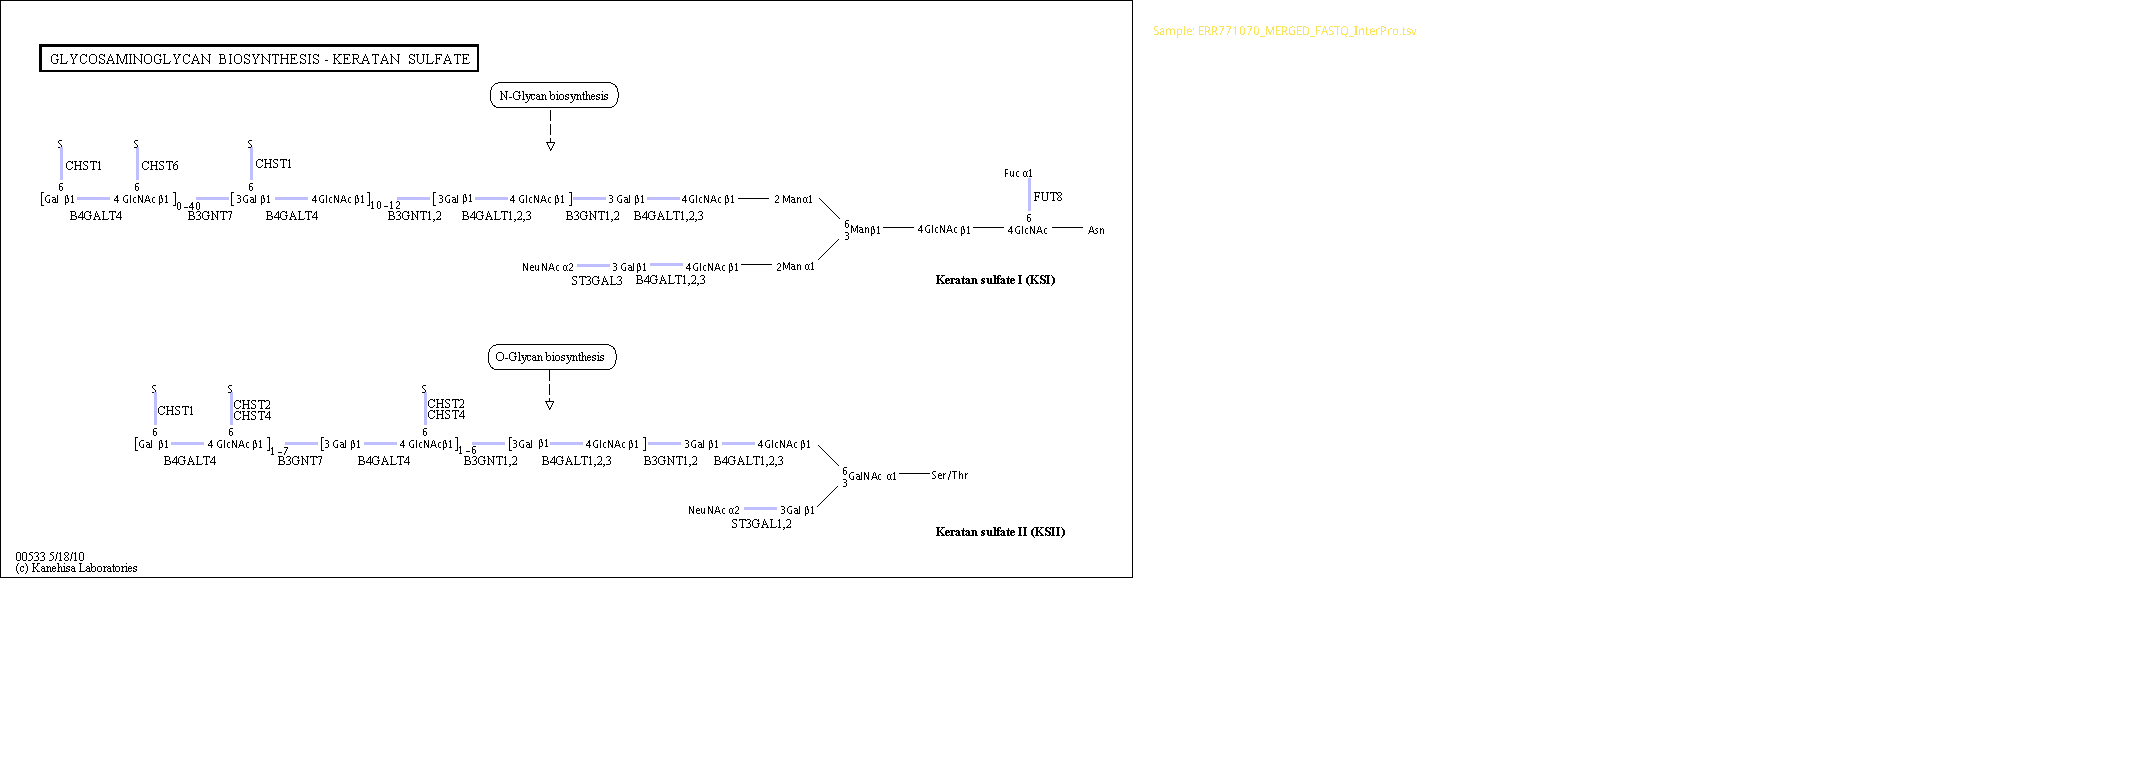 Sample: ERR771070_MERGED_FASTQ_InterPro.tsv
GLYCOSAMINOGLYCAN BIOSYNTHESIS - KERATAN SULFATE
N-Glycan biosynthesis
S S S
CHST1 CHST6 CHST1
Fuc α1
6 6 6
FUT8
[Gal β1 4 GlcNAc β1]0-40 [3Gal β1 4GlcNAc β1]10-12 [3Gal β1 4 GlcNAc β1] 3 Gal β1 4GlcNAc β1 2 Manα1
B4GALT4 B3GNT7 B4GALT4 B3GNT1,2 B4GALT1,2,3 B3GNT1,2 B4GALT1,2,3
6
6
3
Manβ1 4GlcNAc β1 4GlcNAc Asn
NeuNAc α2 3 Galβ1 4GlcNAc β1 2Man α1
ST3GAL3 B4GALT1,2,3
Keratan sulfate I (KSI)
O-Glycan biosynthesis
S S S
CHST1 CHST2 CHST2
CHST4 CHST4
6 6 6
[Gal β1 4 GlcNAc β1]1-7 [3 Gal β1 4 GlcNAcβ1]1-6 [3Gal β1 4GlcNAc β1] 3Gal β1 4GlcNAc β1
B4GALT4 B3GNT7 B4GALT4 B3GNT1,2 B4GALT1,2,3 B3GNT1,2 B4GALT1,2,3
6
3
GalNAc α1 Ser/Thr
NeuNAc α2 3Gal β1
ST3GAL1,2
Keratan sulfate II (KSII)
00533 5/18/10
(c) Kanehisa Laboratories